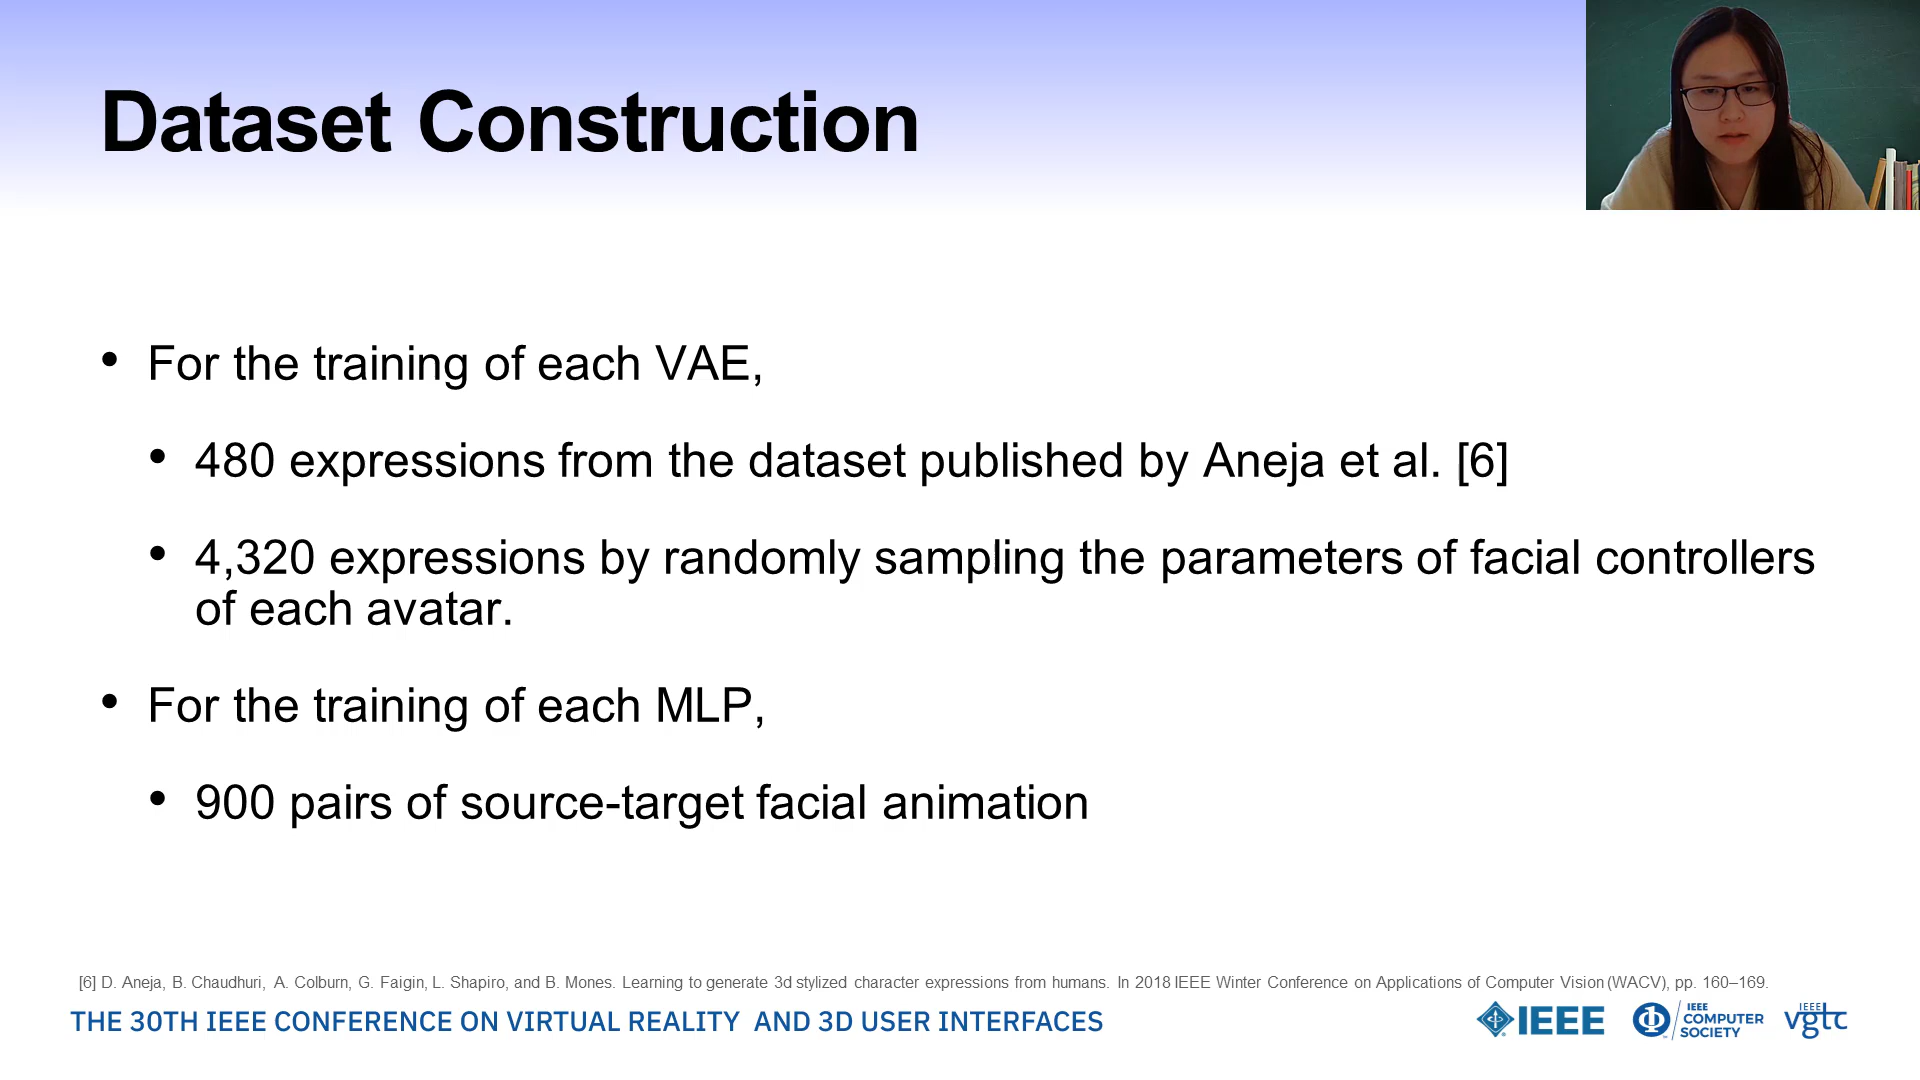 Dataset Construction
• For the training of each VAE,
• 480 expressions from the dataset published by Aneja et al. [6]
• 4,320 expressions by randomly sampling the parameters of facial controllers
of each avatar.
• For the training of each MLP,
• 900 pairs of source-target facial animation
[6] D. Aneja, B. Chaudhuri, A. Colburn, G. Faigin, L. Shapiro, and B. Mones. Learning to generate 3d stylized character expressions from humans. In 2018 IEEE Winter Conference on Applications of Computer Vision (WACV), pp. 160–169.
THE 30TH IEEE CONFERENCE ON VIRTUAL REALITY AND 3D USER INTERFACES
IEEE
IEEE
COMPUTER
SOCIETY
IEEE
vgtc